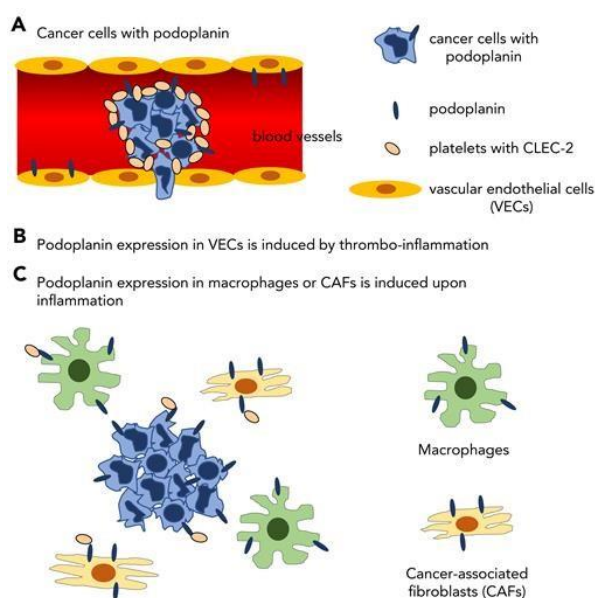 A Cancer cells with podoplanin
blood vessels
cancer cells with
podoplanin
podoplanin
platelets with CLEC-2
vascular endothelial cells
(VECs)
B Podoplanin expression in VECs is induced by thrombo-inflammation
C Podoplanin expression in macrophages or CAFs is induced upon
inflammation
Macrophages
Cancer-associated
fibroblasts (CAFs)